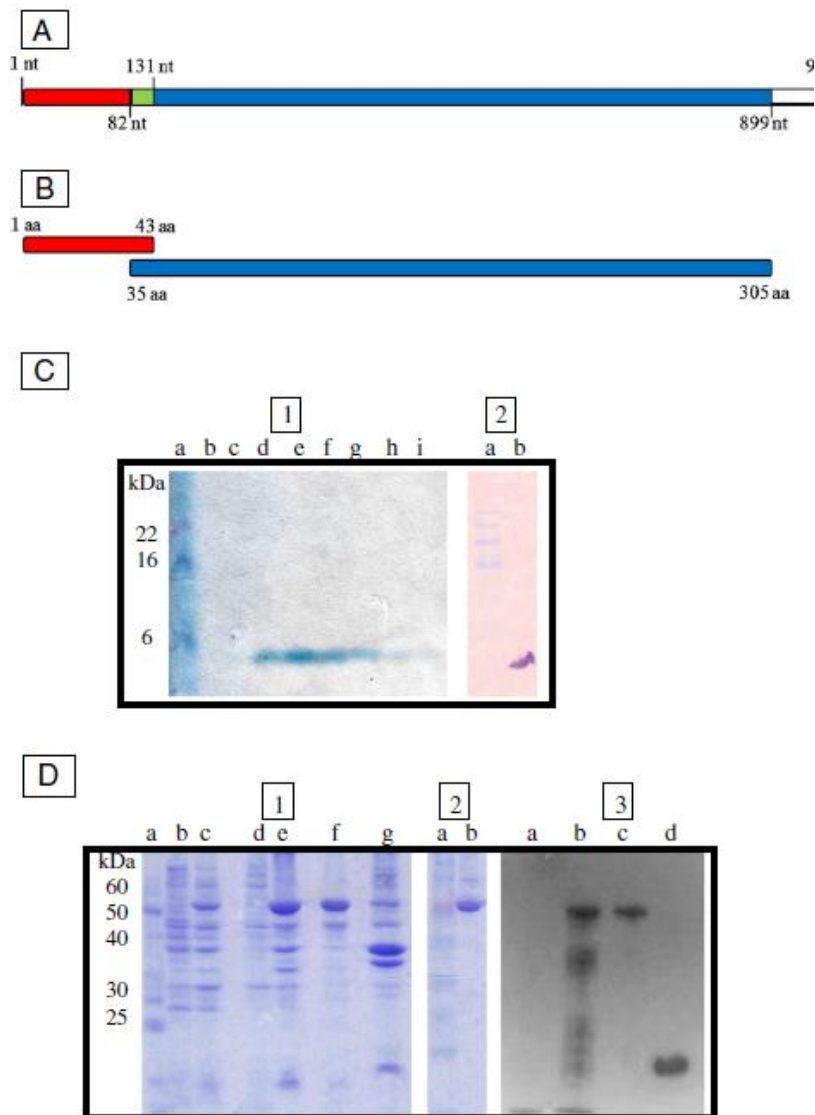 A
1 nt 131 nt 9
82 nt 899 nt
B
1 aa 43 aa
35 aa 305 aa
C
1 2
a b c d e f g h i a b
kDa
22
16
6
D
1 2 3
a b c d e f g a b a b c d
kDa
60
50
40
30
25